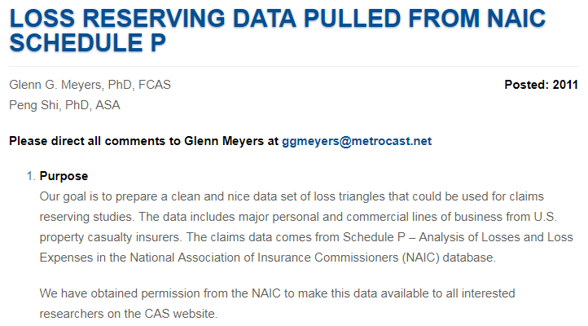 LOSS RESERVING DATA PULLED FROM NAIC
SCHEDULE P
Glenn G. Meyers, PhD, FCAS
Posted: 2011
Peng Shi, PhD, ASA
Please direct all comments to Glenn Meyers at ggmeyers@metrocast.net
1. Purpose
Our goal is to prepare a clean and nice data set of loss triangles that could be used for claims
reserving studies. The data includes major personal and commercial lines of business from U.S.
property casualty insurers. The claims data comes from Schedule P – Analysis of Losses and Loss
Expenses in the National Association of Insurance Commissioners (NAIC) database.
We have obtained permission from the NAIC to make this data available to all interested
researchers on the CAS website.